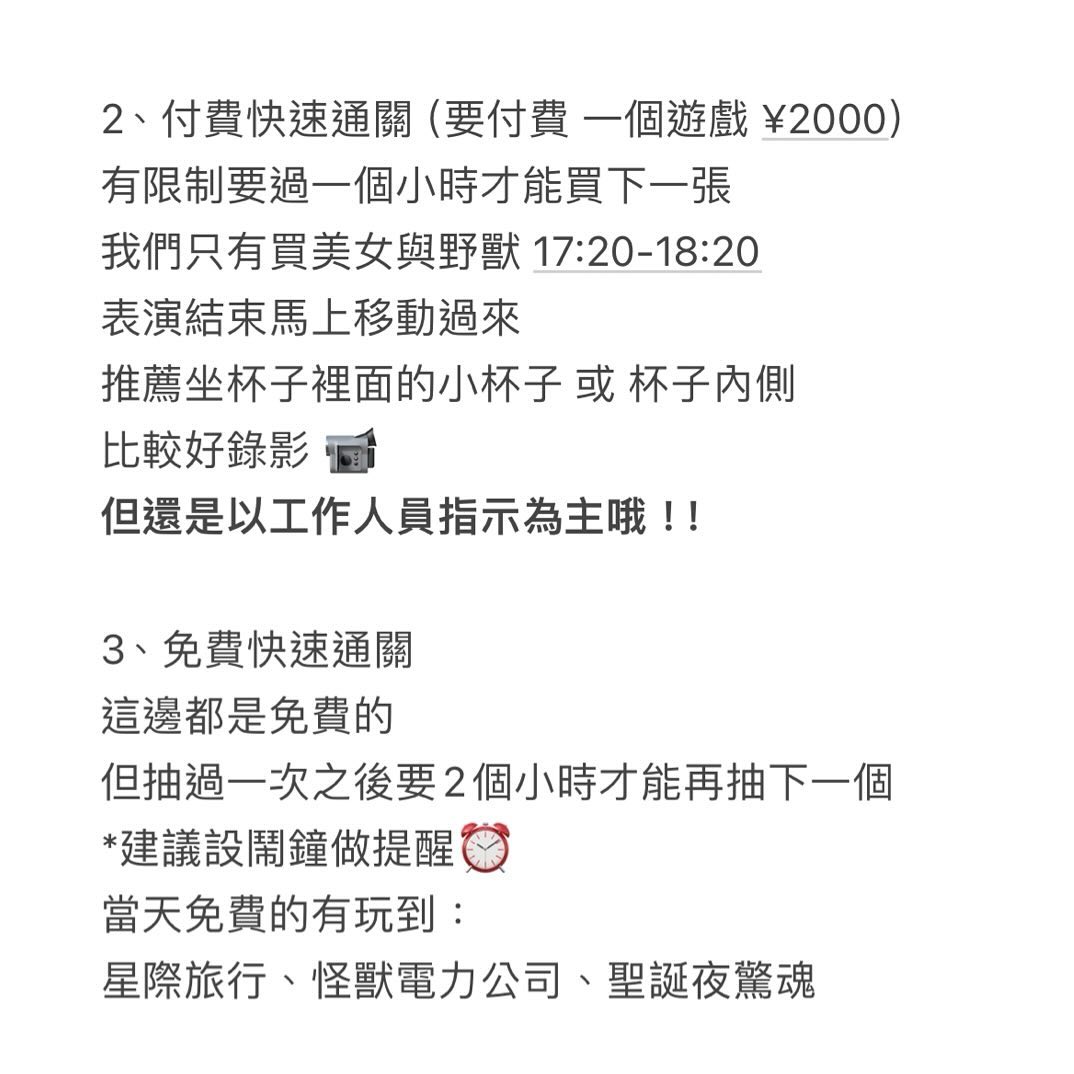 2、付費快速通關（要付費 一個遊戲 ¥2000）
有限制要過一個小時才能買下一張
我們只有買美女與野獸 17:20-18:20
表演結束馬上移動過來
推薦坐杯子裡面的小杯子 或 杯子內側
比較好錄影 📹
但還是以工作人員指示為主哦！！
3、免費快速通關
這邊都是免費的
但抽過一次之後要2個小時才能再抽下一個
*建議設鬧鐘做提醒⏰
當天免費的有玩到：
星際旅行、怪獸電力公司、聖誕夜驚魂